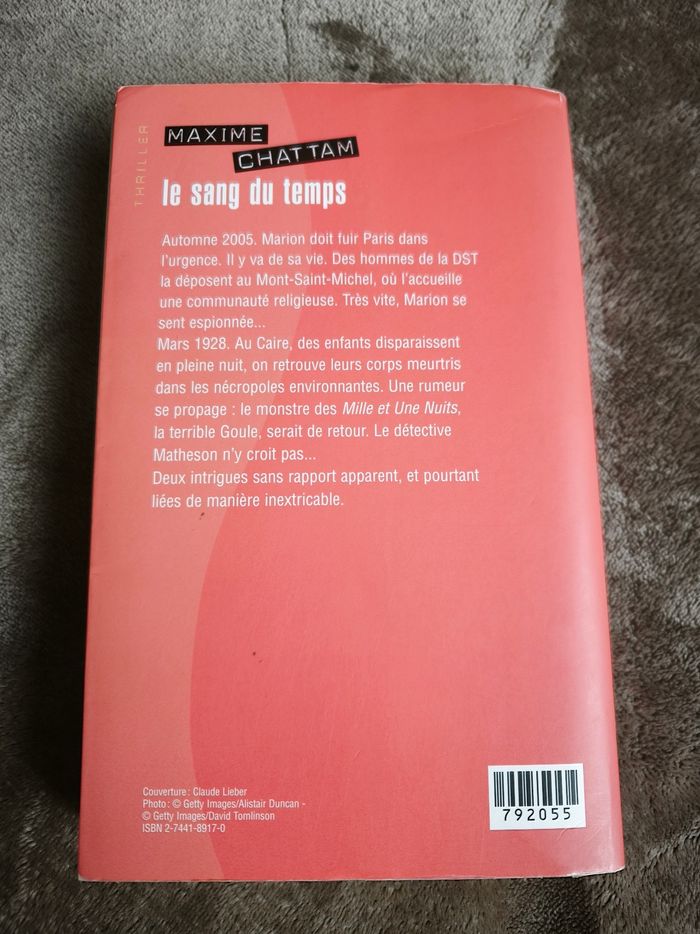 THRILLER
MAXIME
CHATTAM
le sang du temps
Automne 2005. Marion doit fuir Paris dans
l'urgence. Il y va de sa vie. Des hommes de la DST
la déposent au Mont-Saint-Michel, où l'accueille
une communauté religieuse. Très vite, Marion se
sent espionnée...
Mars 1928. Au Caire, des enfants disparaissent
en pleine nuit, on retrouve leurs corps meurtris
dans les nécropoles environnantes. Une rumeur
se propage : le monstre des Mille et Une Nuits,
la terrible Goule, serait de retour. Le détective
Matheson n'y croit pas...
Deux intrigues sans rapport apparent, et pourtant
liées de manière inextricable.
Couverture : Claude Lieber
Photo : © Getty Images/Alistair Duncan -
© Getty Images/David Tomlinson
ISBN 2-7441-8917-0
792055